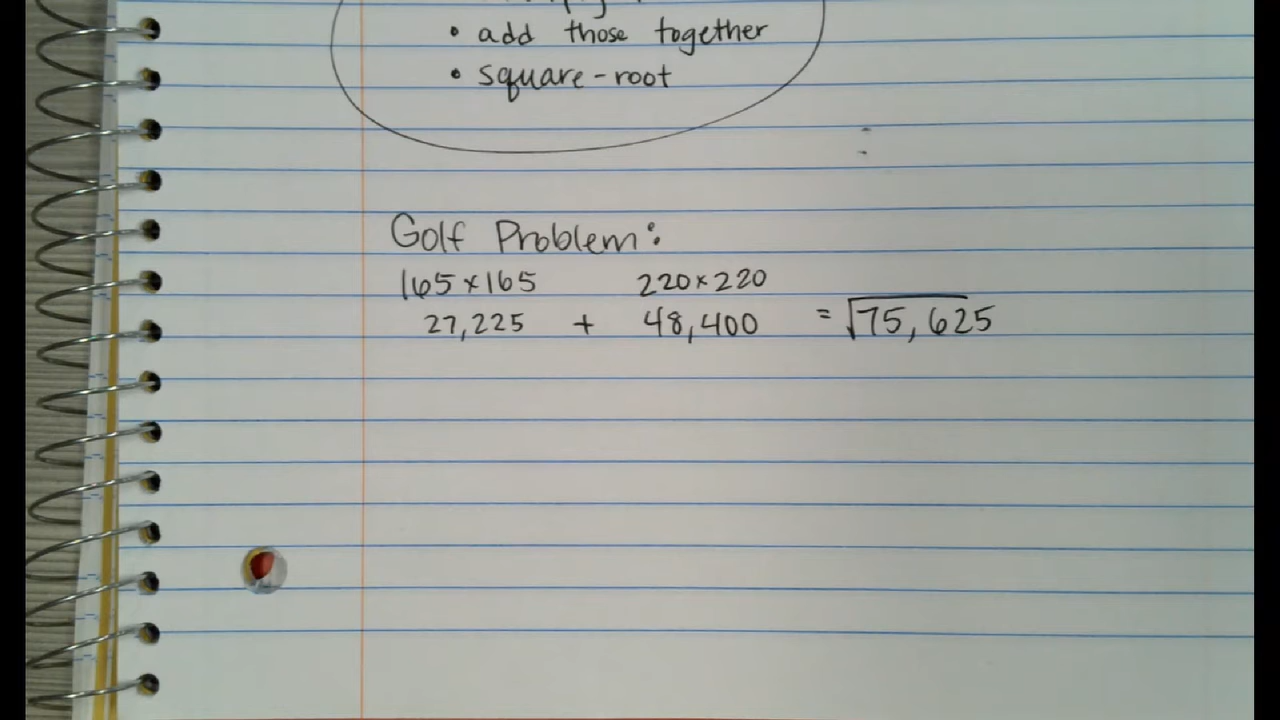 • add those together
• square-root
Golf Problem:
165×165 220×220
27,225 + 48,400 = √75,625